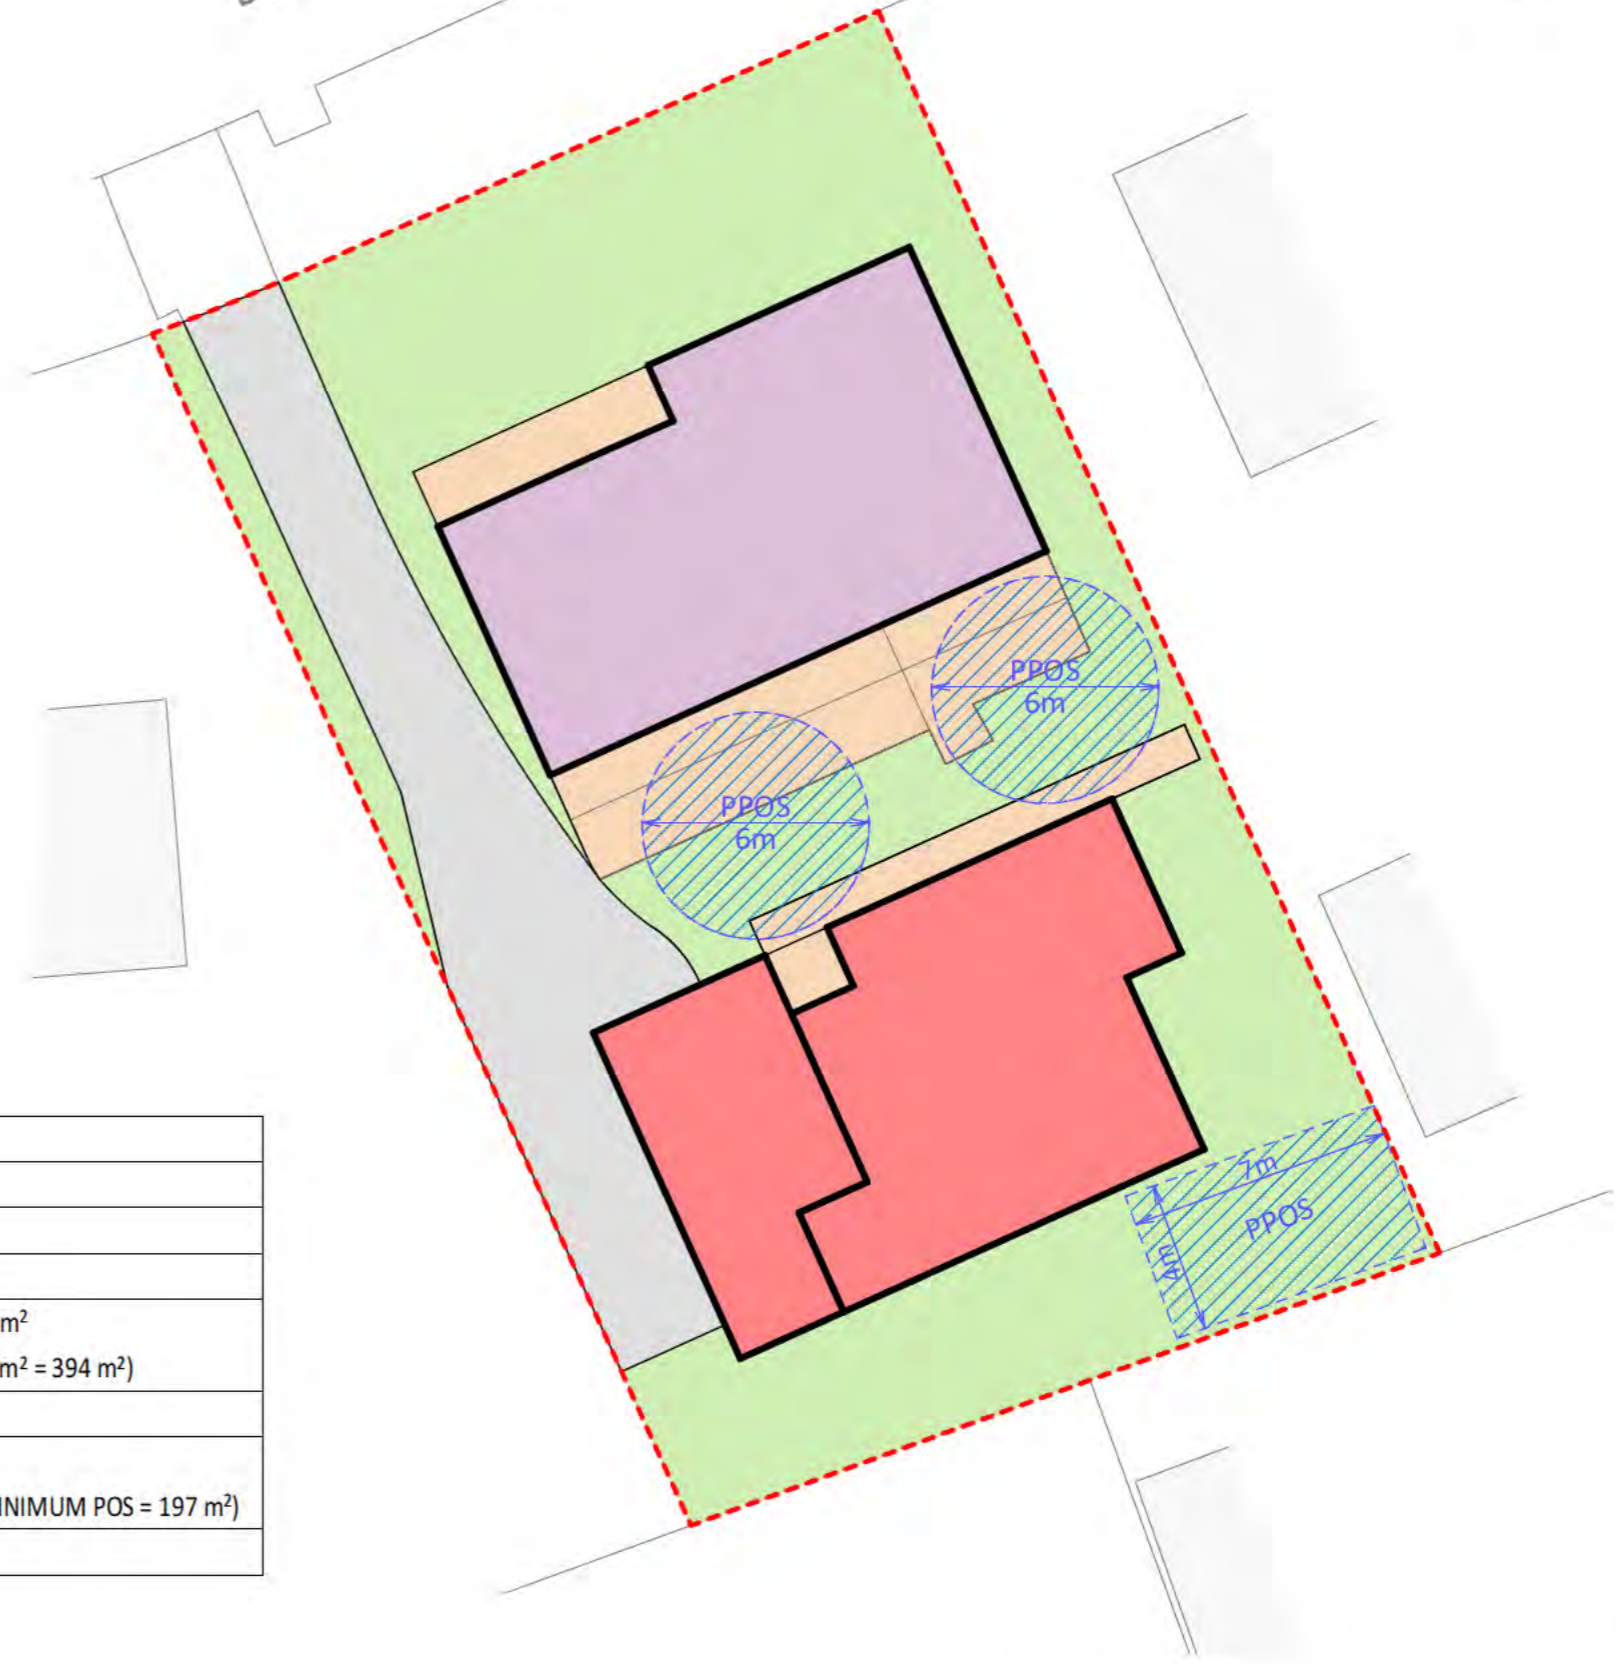 PPOS
6m
PPOS
6m
7m
PPOS
4m
m²
m² = 394 m²)
INIMUM POS = 197 m²)